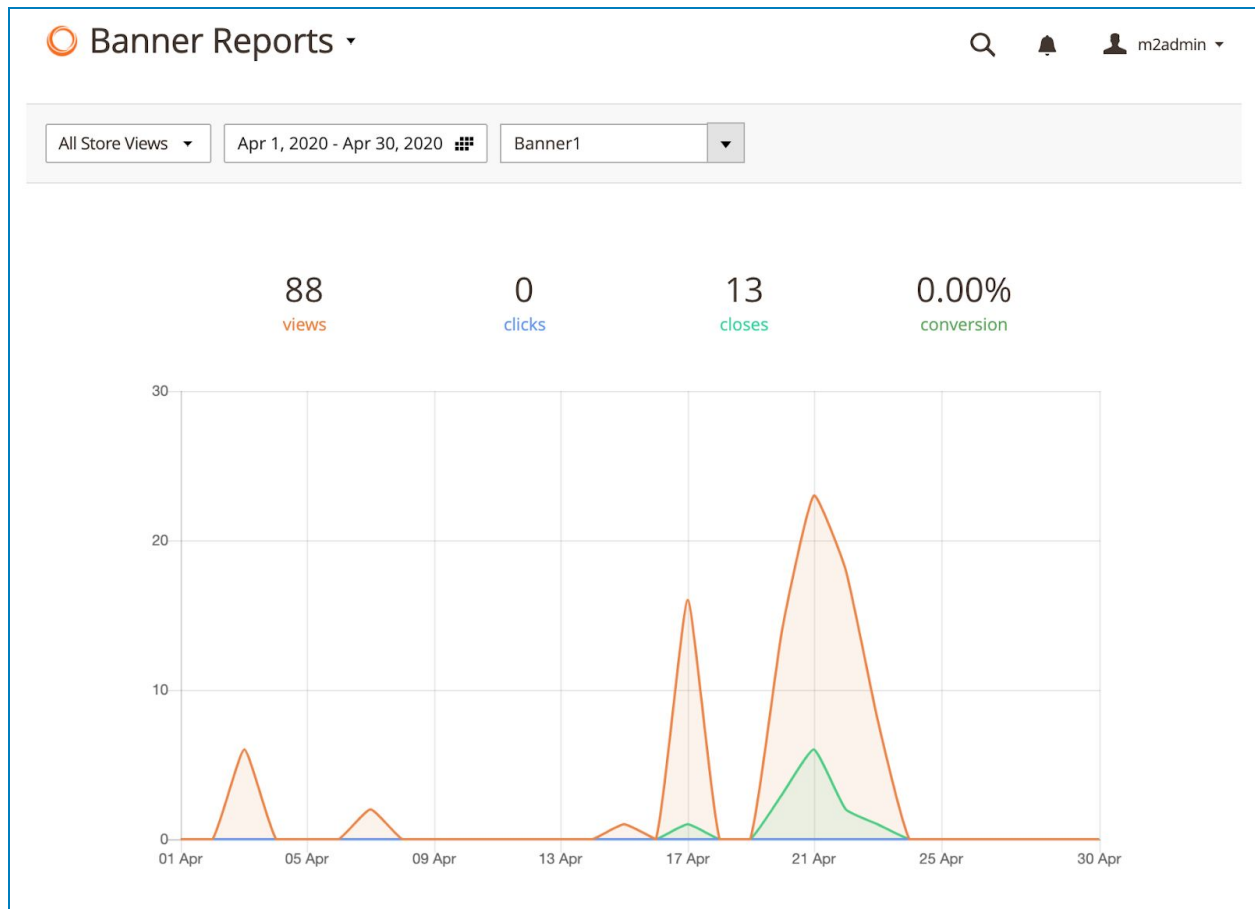 Banner Reports
m2admin
All Store Views
Apr 1, 2020 - Apr 30, 2020
Banner1
88
0
13
0.00%
views
clicks
closes
conversion
30
20
10
0
01 Apr
05 Apr
09 Apr
13 Apr
17 Apr
21 Apr
25 Apr
30 Apr